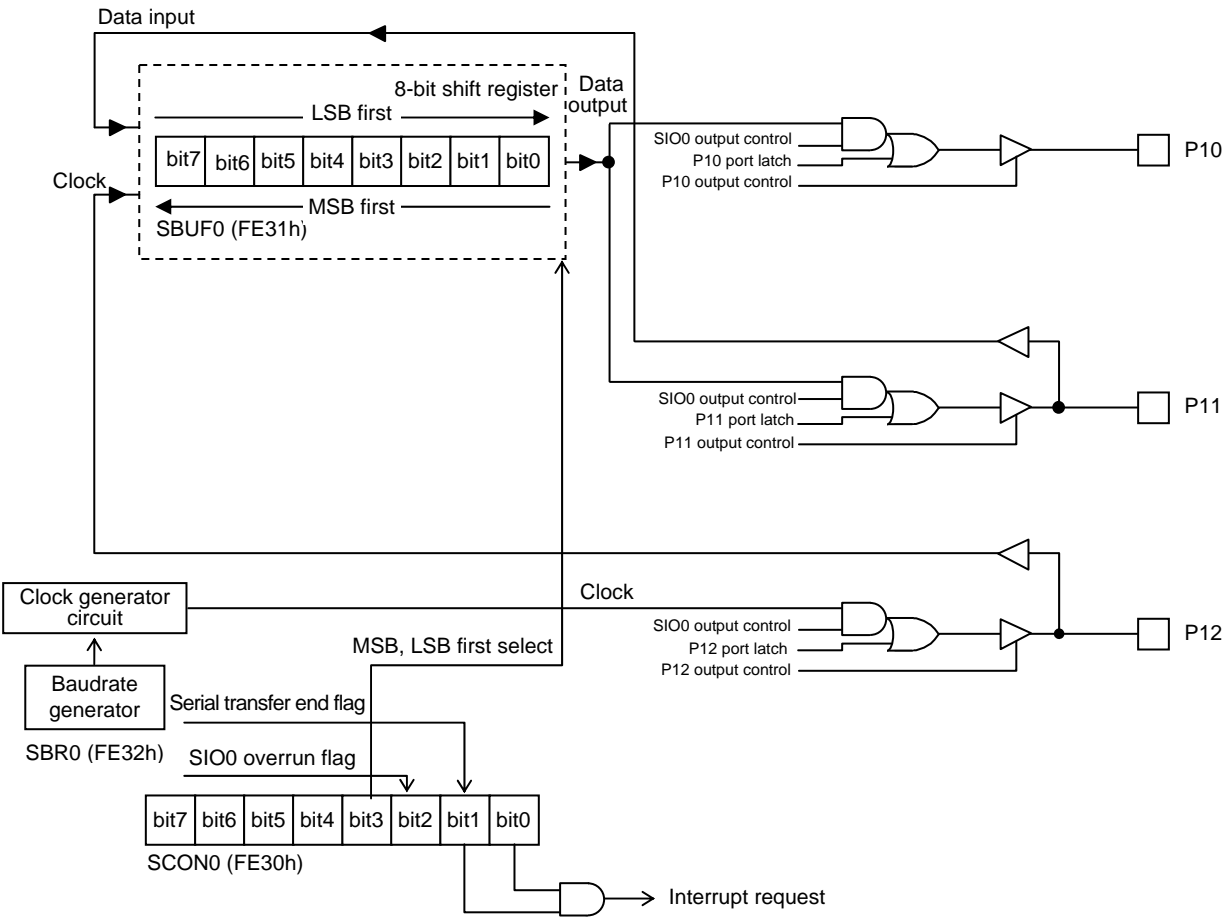 Data input
8-bit shift register
Data
output
LSB first
bit7 bit6 bit5 bit4 bit3 bit2 bit1 bit0
Clock
MSB first
SBUF0 (FE31h)
SIO0 output control
P10 port latch
P10 output control
P10
SIO0 output control
P11 port latch
P11 output control
P11
Clock generator
circuit
Clock
SIO0 output control
P12 port latch
P12 output control
P12
MSB, LSB first select
Baudrate
generator
SBR0 (FE32h)
Serial transfer end flag
SIO0 overrun flag
bit7 bit6 bit5 bit4 bit3 bit2 bit1 bit0
SCON0 (FE30h)
Interrupt request